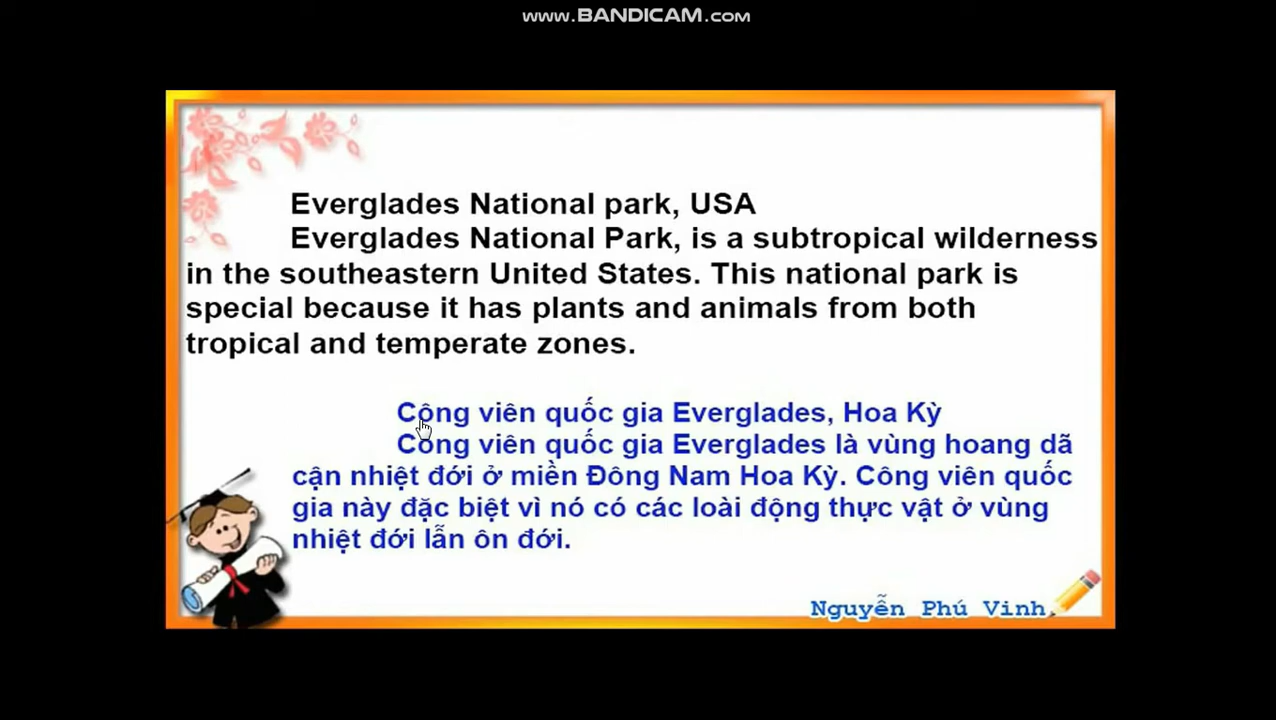 www.BANDICAM.com
Everglades National park, USA
Everglades National Park, is a subtropical wilderness
in the southeastern United States. This national park is
special because it has plants and animals from both
tropical and temperate zones.
Công viên quốc gia Everglades, Hoa Kỳ
Công viên quốc gia Everglades là vùng hoang dã
cận nhiệt đới ở miền Đông Nam Hoa Kỳ. Công viên quốc
gia này đặc biệt vì nó có các loài động thực vật ở vùng
nhiệt đới lẫn ôn đới.
Nguyễn Phú Vinh